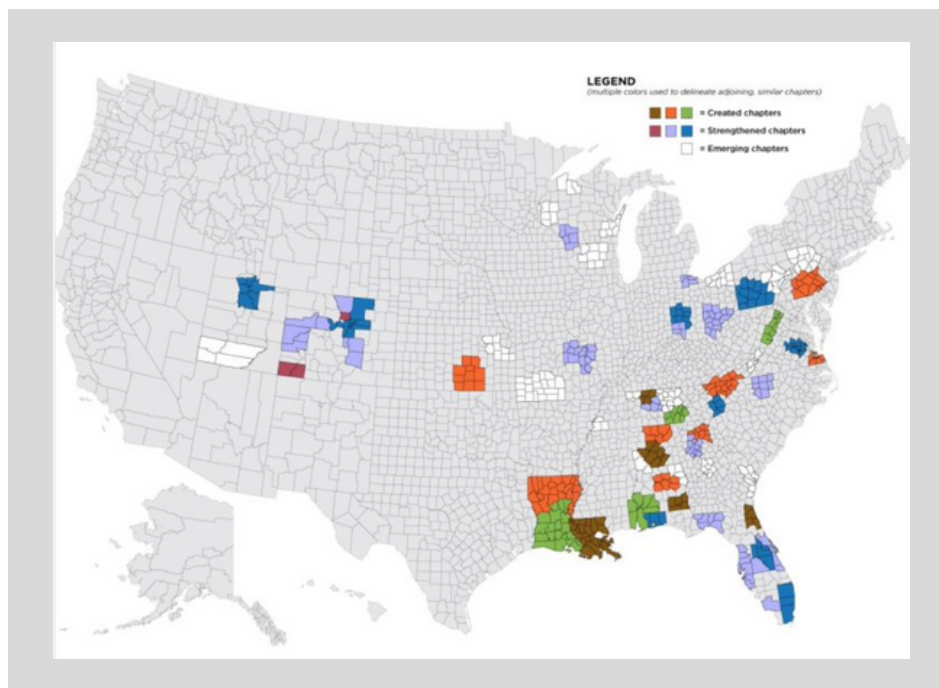 LEGEND
(multiple colors used to delineate adjoining, similar chapters)
= Created chapters
= Strengthened chapters
= Emerging chapters